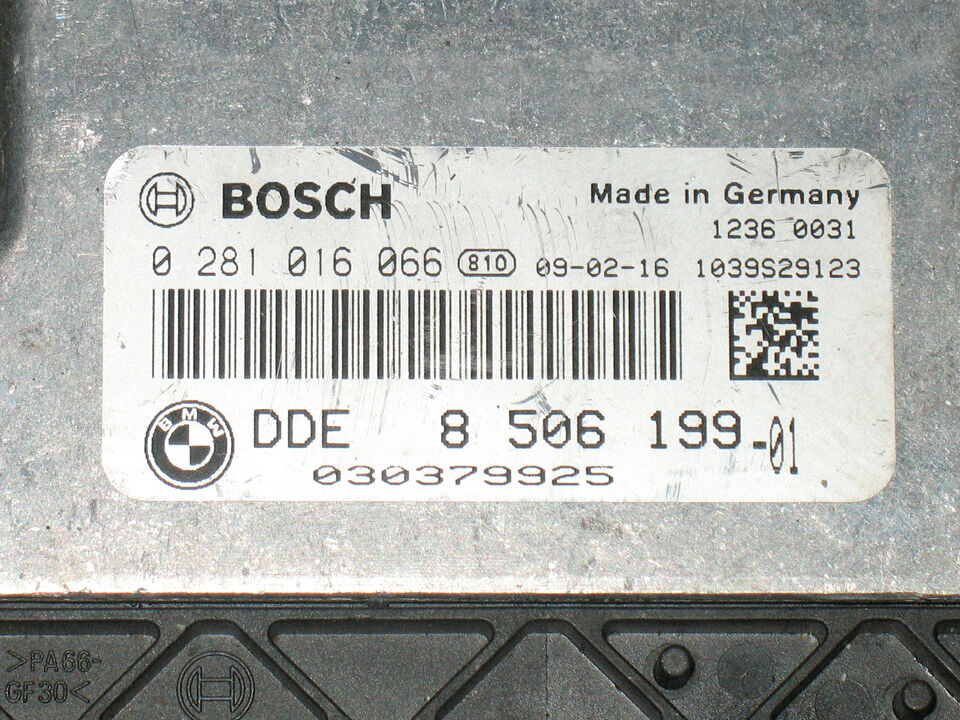 BOSCH
Made in Germany
1236 0031
0 281 016 066 810 09-02-16 1039S29123
BMW
DDE 8 506 199-01
030379925
>PA66-
GF30<